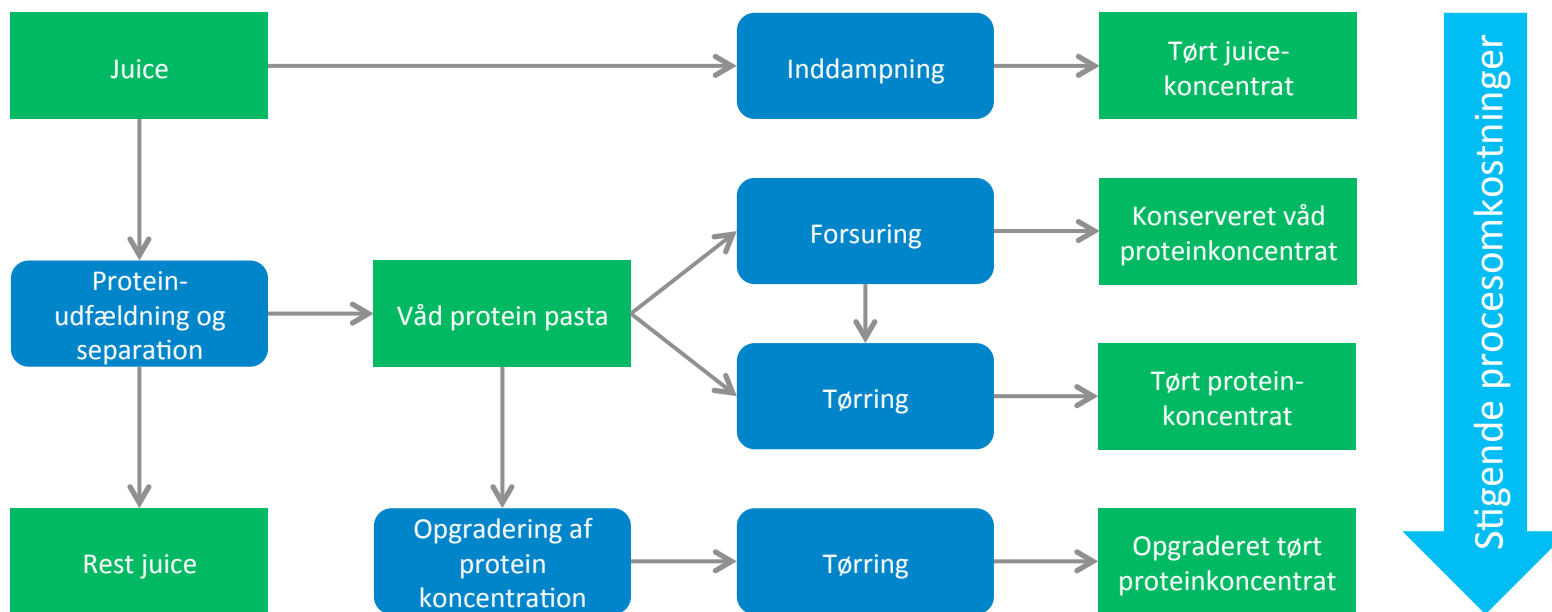 Juice
Inddampning
Tørt juice-
koncentrat
Forsuring
Konserveret våd
proteinkoncentrat
Protein-
udfældning og
separation
Våd protein pasta
Tørring
Tørt protein-
koncentrat
Rest juice
Opgradering af
protein
koncentration
Tørring
Opgraderet tørt
proteinkoncentrat
Stigende procesomkostninger